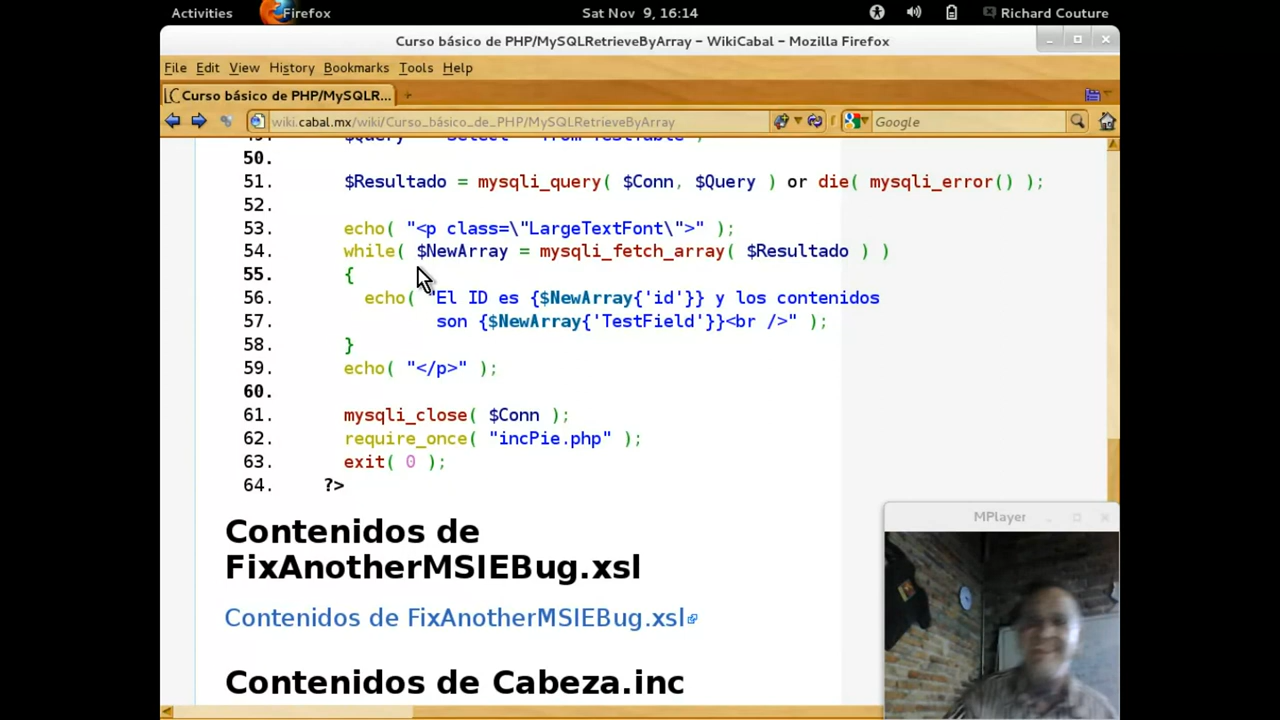 Activities Firefox Sat Nov 9, 16:14 Richard Couture
Curso básico de PHP/MySQLRetrieveByArray – WikiCabal – Mozilla Firefox
File Edit View History Bookmarks Tools Help
Curso básico de PHP/MySQLR...
wiki.cabal.mx/wiki/Curso_básico_de_PHP/MySQLRetrieveByArray Google
50.
51. $Resultado = mysqli_query( $Conn, $Query ) or die( mysqli_error() );
52.
53. echo( "<p class=\"LargeTextFont\">" );
54. while( $NewArray = mysqli_fetch_array( $Resultado ) )
55. {
56. echo( "El ID es {$NewArray{'id'}} y los contenidos
57. son {$NewArray{'TestField'}}<br />" );
58. }
59. echo( "</p>" );
60.
61. mysqli_close( $Conn );
62. require_once( "incPie.php" );
63. exit( 0 );
64. ?>
Contenidos de
FixAnotherMSIEBug.xsl
Contenidos de FixAnotherMSIEBug.xsl
Contenidos de Cabeza.inc
MPlayer